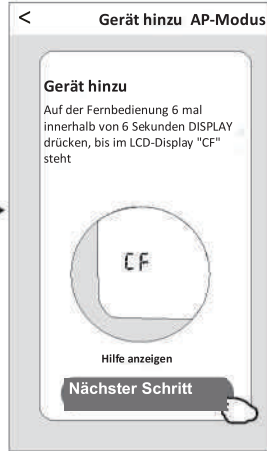 < Gerät hinzu AP-Modus
Gerät hinzu
Auf der Fernbedienung 6 mal
innerhalb von 6 Sekunden DISPLAY
drücken, bis im LCD-Display "CF"
steht
CF
Hilfe anzeigen
Nächster Schritt